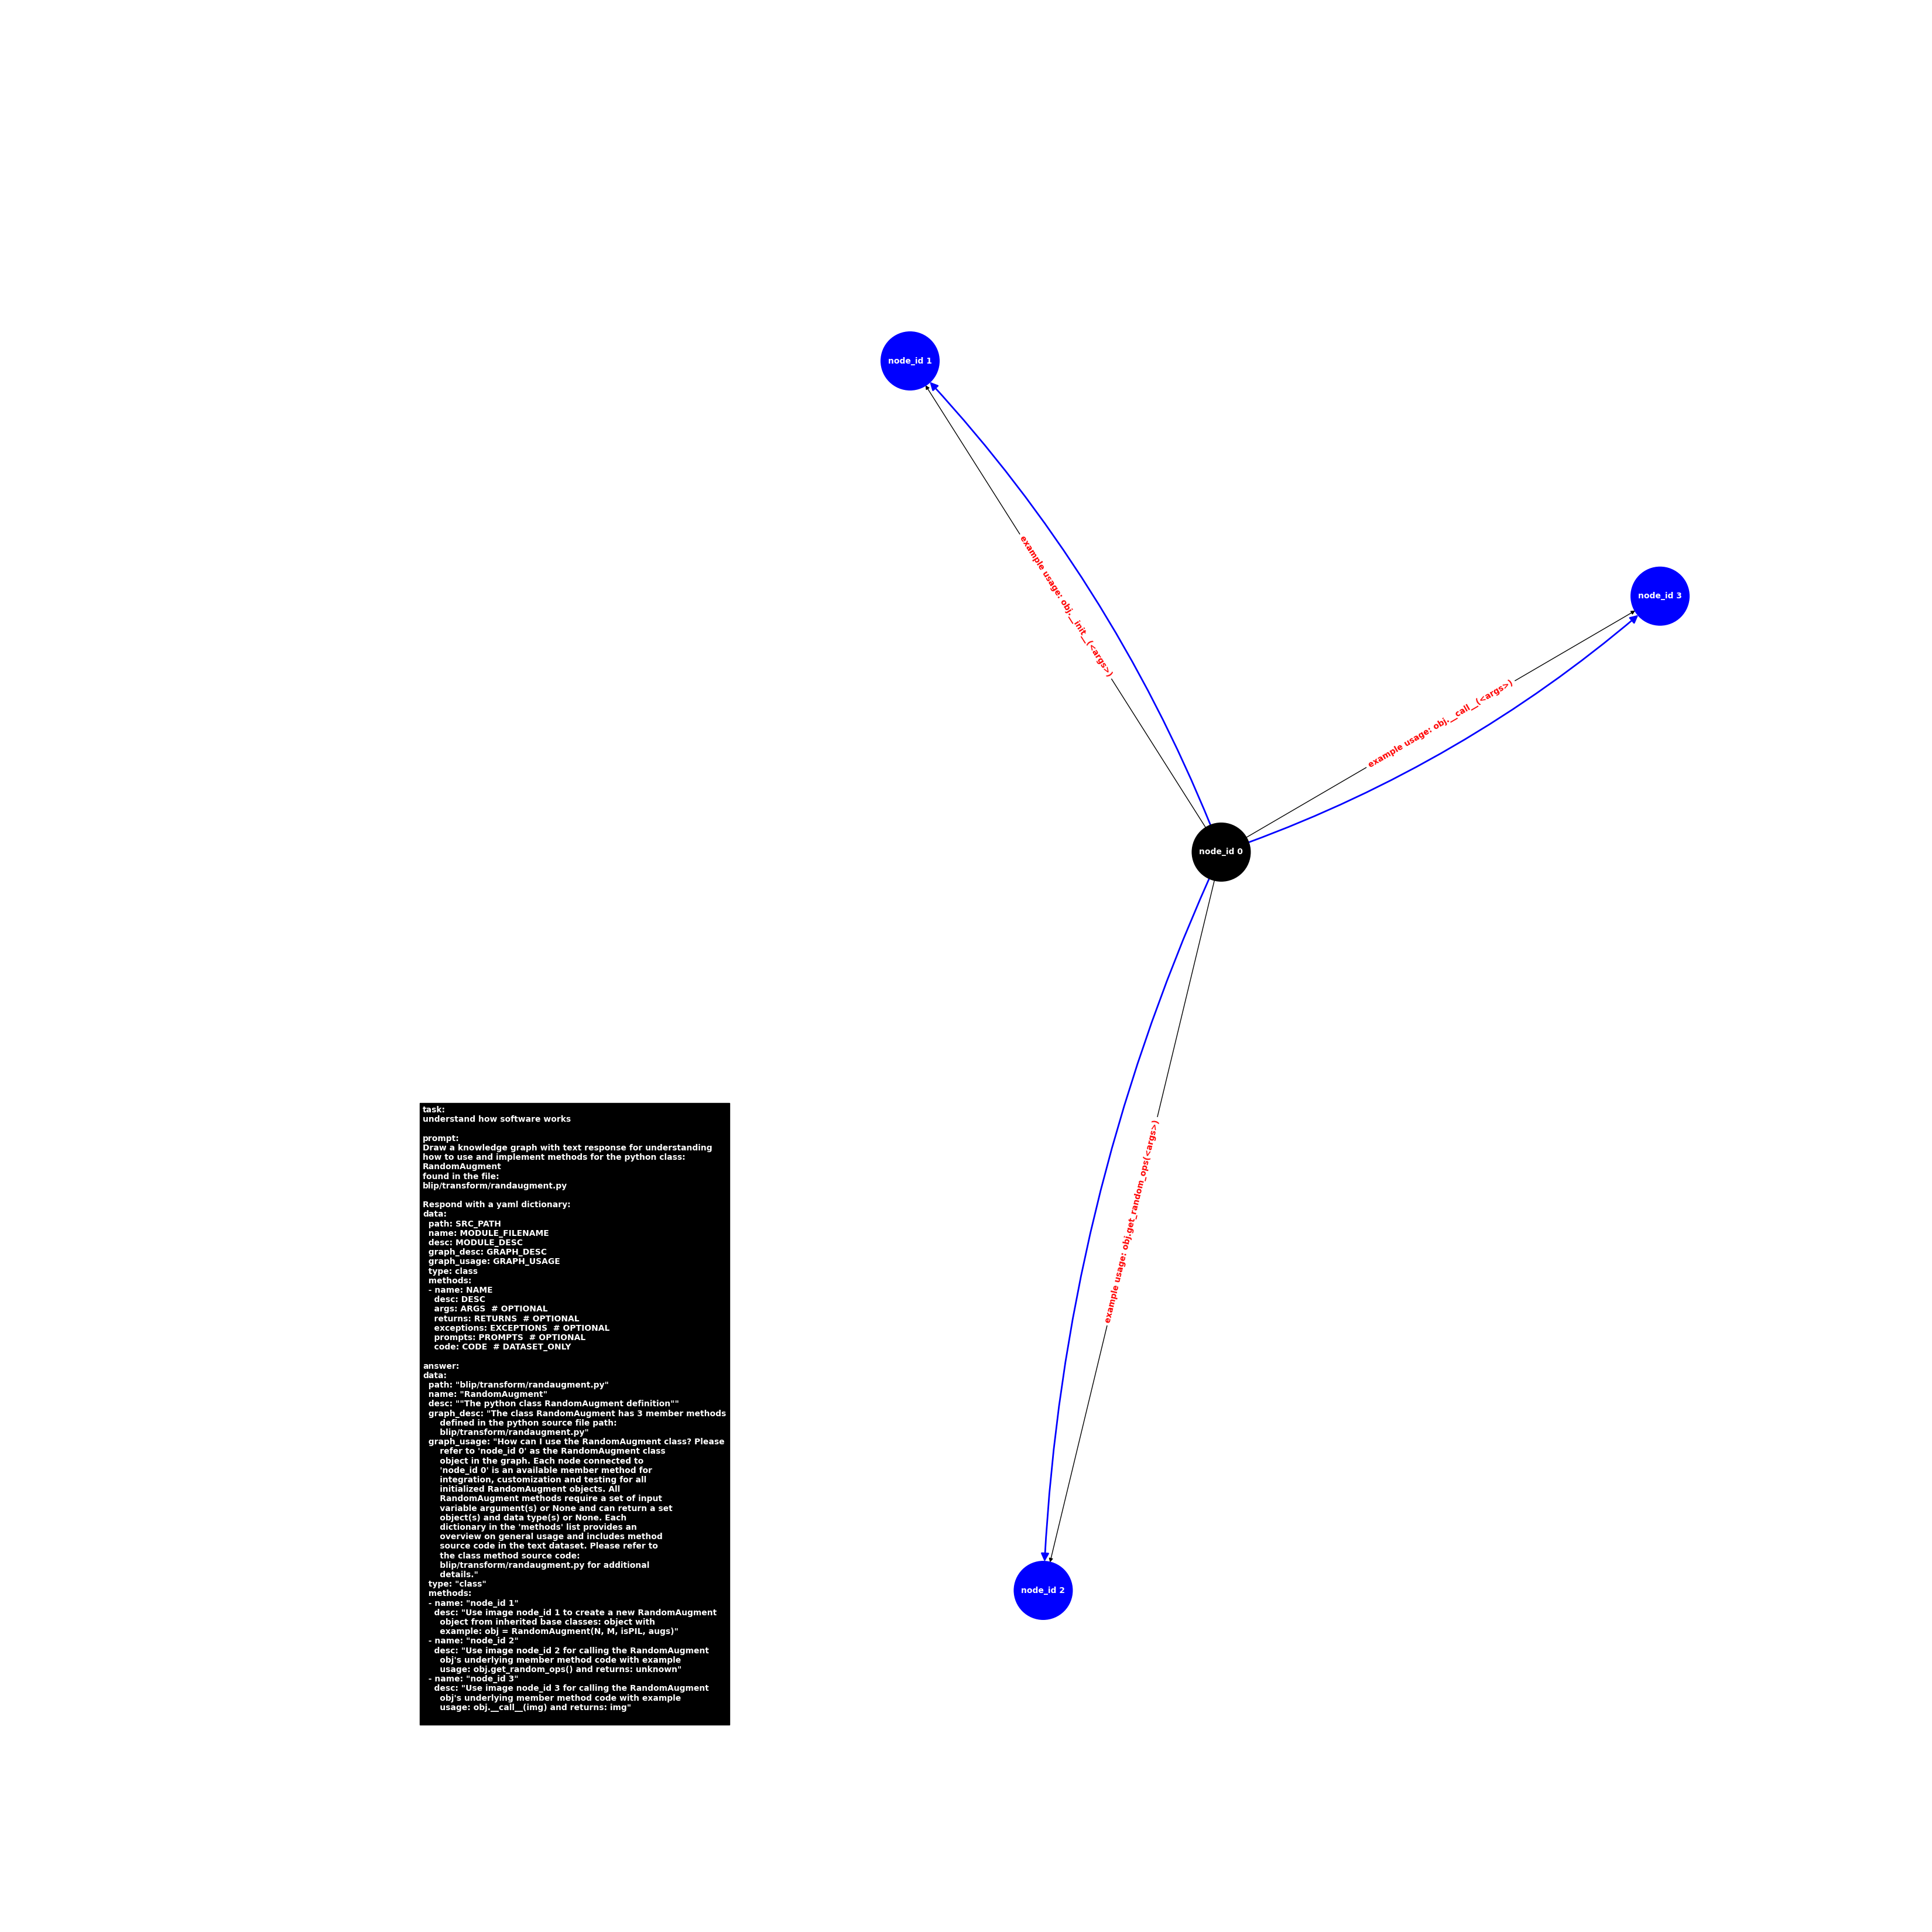 node_id 1
node_id 3
example usage: obj.__init__(<args>)
example usage: obj.__call__(<args>)
node_id 0
example usage: obj.get_random_ops(<args>)
node_id 2
task:
understand how software works

prompt:
Draw a knowledge graph with text response for understanding
how to use and implement methods for the python class:
RandomAugment
found in the file:
blip/transform/randaugment.py

Respond with a yaml dictionary:
data:
  path: SRC_PATH
  name: MODULE_FILENAME
  desc: MODULE_DESC
  graph_desc: GRAPH_DESC
  graph_usage: GRAPH_USAGE
  type: class
  methods:
  - name: NAME
    desc: DESC
    args: ARGS  # OPTIONAL
    returns: RETURNS  # OPTIONAL
    exceptions: EXCEPTIONS  # OPTIONAL
    prompts: PROMPTS  # OPTIONAL
    code: CODE  # DATASET_ONLY

answer:
data:
  path: "blip/transform/randaugment.py"
  name: "RandomAugment"
  desc: ""The python class RandomAugment definition""
  graph_desc: "The class RandomAugment has 3 member methods
      defined in the python source file path:
      blip/transform/randaugment.py"
  graph_usage: "How can I use the RandomAugment class? Please
      refer to 'node_id 0' as the RandomAugment class
      object in the graph. Each node connected to
      'node_id 0' is an available member method for
      integration, customization and testing for all
      initialized RandomAugment objects. All
      RandomAugment methods require a set of input
      variable argument(s) or None and can return a set
      object(s) and data type(s) or None. Each
      dictionary in the 'methods' list provides an
      overview on general usage and includes method
      source code in the text dataset. Please refer to
      the class method source code:
      blip/transform/randaugment.py for additional
      details."
  type: "class"
  methods:
  - name: "node_id 1"
    desc: "Use image node_id 1 to create a new RandomAugment
      object from inherited base classes: object with
      example: obj = RandomAugment(N, M, isPIL, augs)"
  - name: "node_id 2"
    desc: "Use image node_id 2 for calling the RandomAugment
      obj's underlying member method code with example
      usage: obj.get_random_ops() and returns: unknown"
  - name: "node_id 3"
    desc: "Use image node_id 3 for calling the RandomAugment
      obj's underlying member method code with example
      usage: obj.__call__(img) and returns: img"